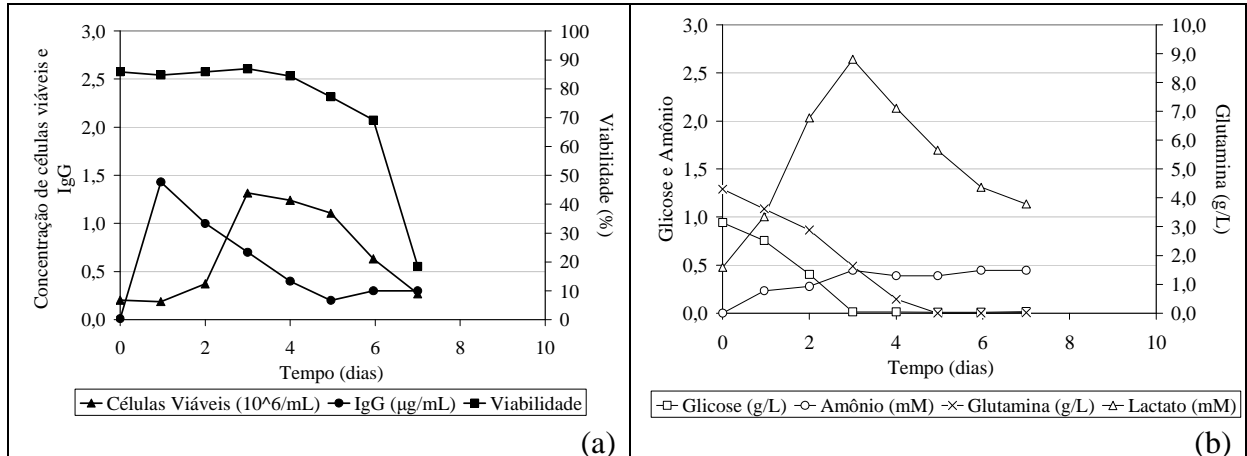 3,0
2,5
2,0
1,5
1,0
0,5
0,0
Concentração de células viáveis e
IgG
100
90
80
70
60
50
40
30
20
10
0
Viabilidade (%)
0 2 4 6 8 10
Tempo (dias)
Células Viáveis (10^6/mL) IgG (µg/mL) Viabilidade
(a)
3,0
2,5
2,0
1,5
1,0
0,5
0,0
Glicose e Amônio
10,0
9,0
8,0
7,0
6,0
5,0
4,0
3,0
2,0
1,0
0,0
Glutamina (g/L)
0 2 4 6 8 10
Tempo (dias)
Glicose (g/L) Amônio (mM) Glutamina (g/L) Lactato (mM)
(b)